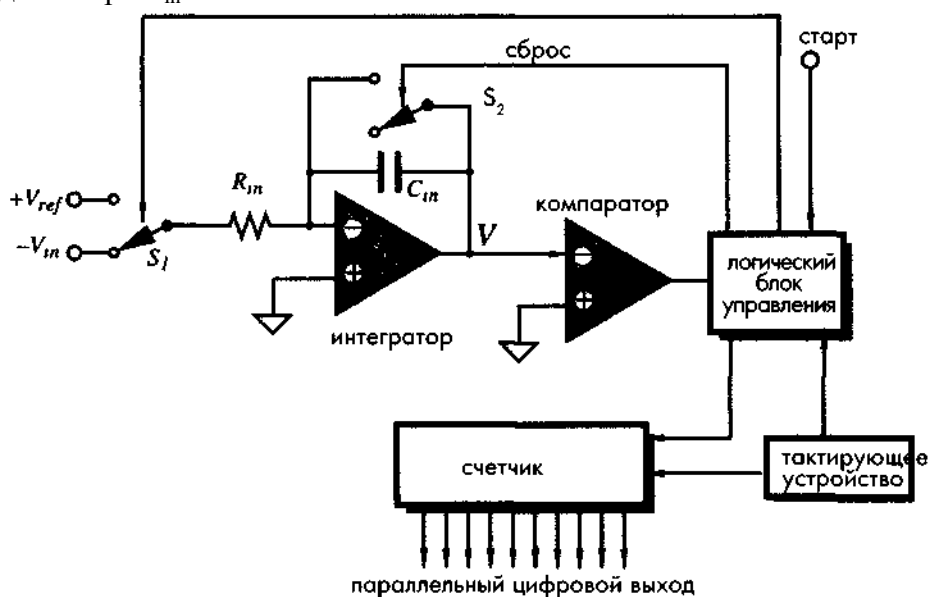 старт
сброс
S2
+Vref
−Vin
S1
Rin
Cin
V
компаратор
интегратор
логический
блок
управления
счетчик
тактирующее
устройство
параллельный цифровой выход